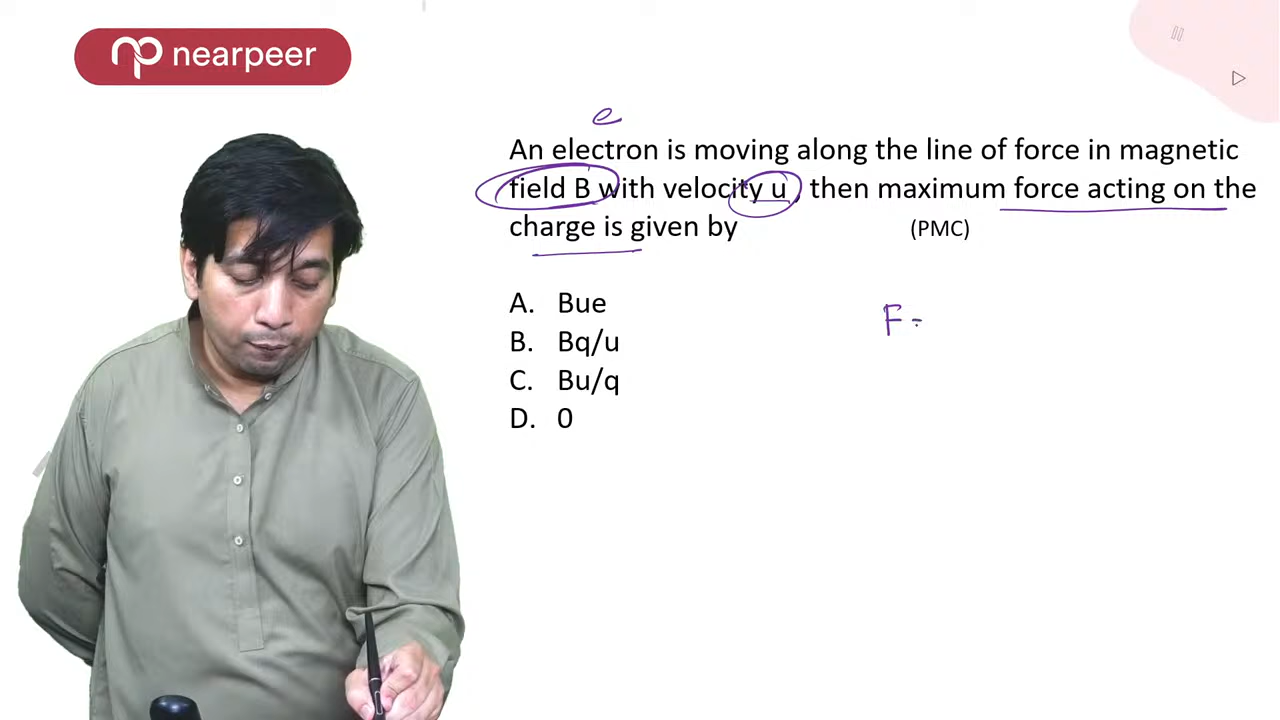 nearpeer
e
An electron is moving along the line of force in magnetic
field B with velocity u , then maximum force acting on the
charge is given by (PMC)
A. Bue
B. Bq/u
F =
C. Bu/q
D. 0